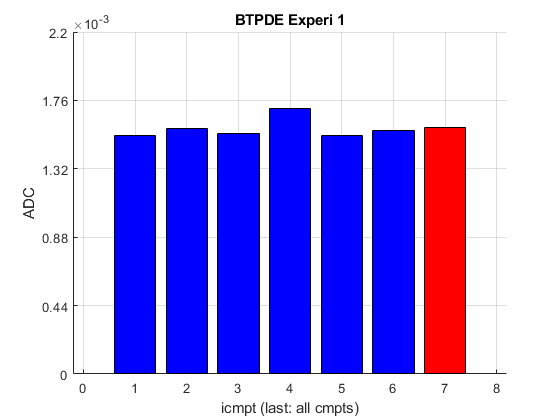 BTPDE Experi 1
×10-3
2.2
1.76
1.32
0.88
0.44
0
ADC
0 1 2 3 4 5 6 7 8
icmpt (last: all cmpts)